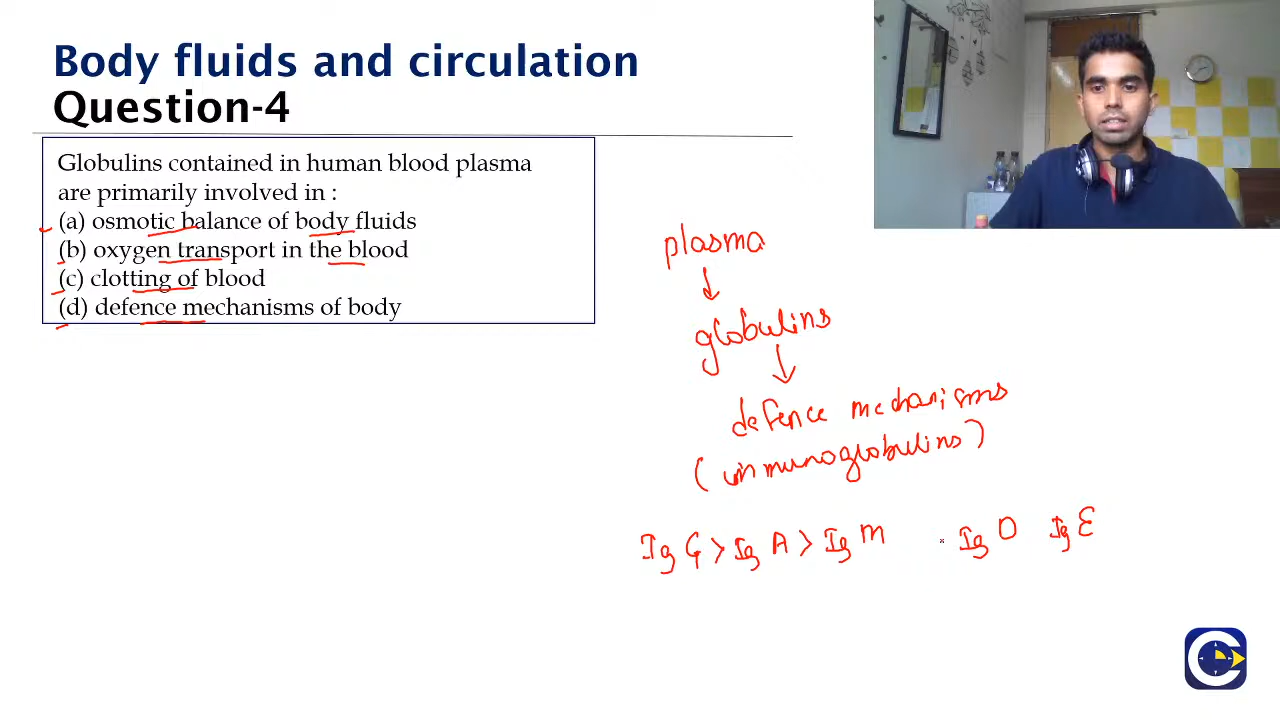 Body fluids and circulation
Question-4
Globulins contained in human blood plasma
are primarily involved in :
(a) osmotic balance of body fluids
(b) oxygen transport in the blood
(c) clotting of blood
(d) defence mechanisms of body
plasma
↓
globulins
↓
defence mechanisms
(immunoglobulins)
Ig G > Ig A > Ig M Ig D Ig E